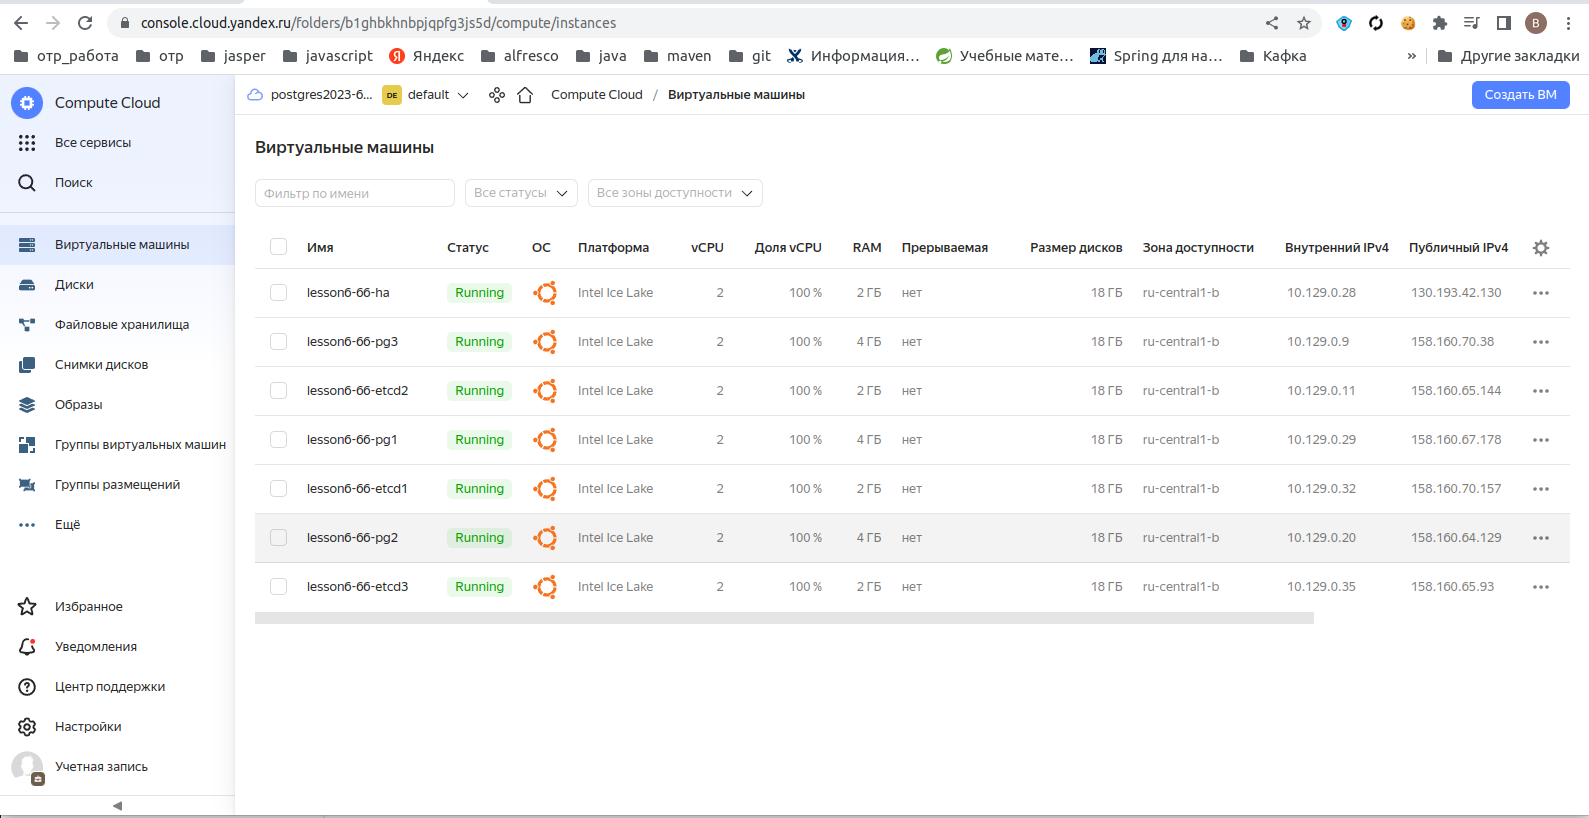 console.cloud.yandex.ru/folders/b1ghbkhnbpjqpfg3js5d/compute/instances
B
отр_работа отр jasper javascript Яндекс alfresco java maven git Информация... Учебные мате... Spring для на... Кафка » Другие закладки
Compute Cloud
Все сервисы
Поиск
Виртуальные машины
Диски
Файловые хранилища
Снимки дисков
Образы
Группы виртуальных машин
Группы размещений
Ещё
Избранное
Уведомления
Центр поддержки
Настройки
Учетная запись
postgres2023-6... DE default Compute Cloud / Виртуальные машины Создать ВМ
Виртуальные машины
Фильтр по имени Все статусы Все зоны доступности
Имя Статус ОС Платформа vCPU Доля vCPU RAM Прерываемая Размер дисков Зона доступности Внутренний IPv4 Публичный IPv4
lesson6-66-ha Running Intel Ice Lake 2 100 % 2 ГБ нет 18 ГБ ru-central1-b 10.129.0.28 130.193.42.130
lesson6-66-pg3 Running Intel Ice Lake 2 100 % 4 ГБ нет 18 ГБ ru-central1-b 10.129.0.9 158.160.70.38
lesson6-66-etcd2 Running Intel Ice Lake 2 100 % 2 ГБ нет 18 ГБ ru-central1-b 10.129.0.11 158.160.65.144
lesson6-66-pg1 Running Intel Ice Lake 2 100 % 4 ГБ нет 18 ГБ ru-central1-b 10.129.0.29 158.160.67.178
lesson6-66-etcd1 Running Intel Ice Lake 2 100 % 2 ГБ нет 18 ГБ ru-central1-b 10.129.0.32 158.160.70.157
lesson6-66-pg2 Running Intel Ice Lake 2 100 % 4 ГБ нет 18 ГБ ru-central1-b 10.129.0.20 158.160.64.129
lesson6-66-etcd3 Running Intel Ice Lake 2 100 % 2 ГБ нет 18 ГБ ru-central1-b 10.129.0.35 158.160.65.93